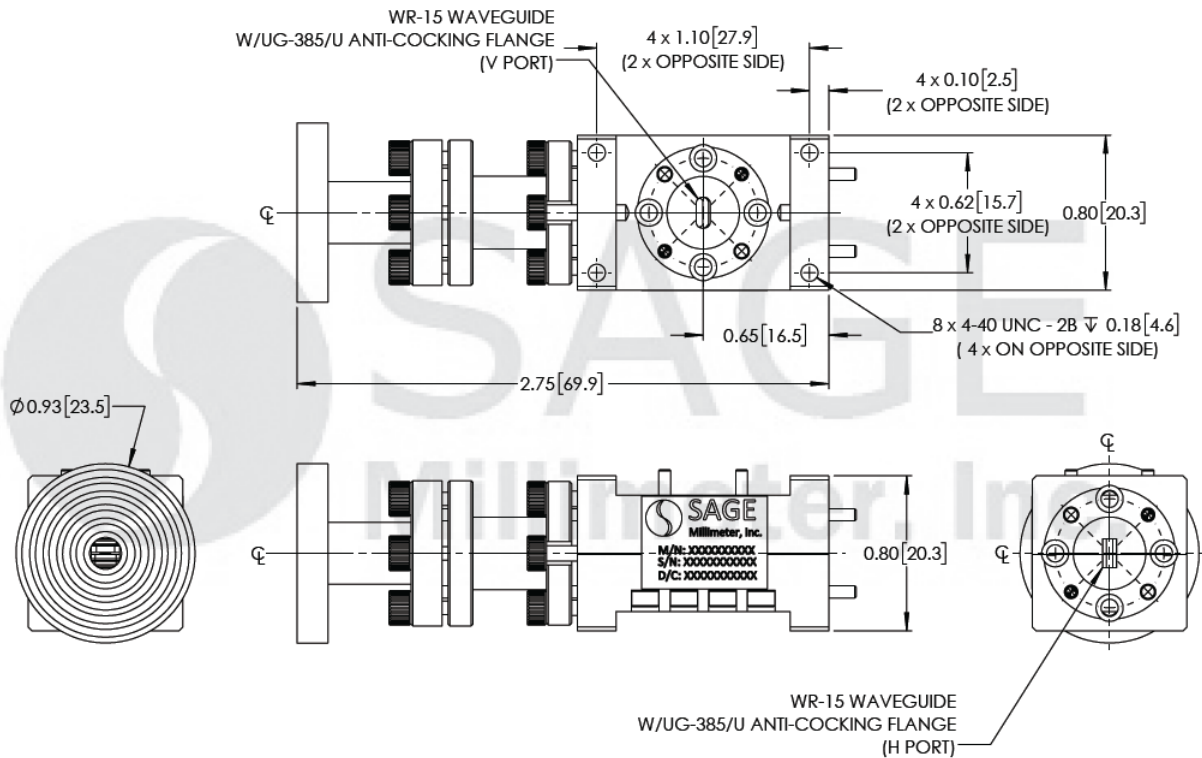 WR-15 WAVEGUIDE
W/UG-385/U ANTI-COCKING FLANGE
(V PORT)
4 x 1.10[27.9]
(2 x OPPOSITE SIDE)
4 x 0.10[2.5]
(2 x OPPOSITE SIDE)
4 x 0.62[15.7]
(2 x OPPOSITE SIDE)
0.80[20.3]
℄
0.65[16.5]
8 x 4-40 UNC - 2B ↧ 0.18[4.6]
( 4 x ON OPPOSITE SIDE)
2.75[69.9]
SAGE
Millimeter, Inc.
Ø0.93[23.5]
℄
SAGE
Millimeter, Inc.
M/N: XXXXXXXXXX
S/N: XXXXXXXXXXX
D/C: XXXXXXXXXXX
0.80[20.3]
℄
℄
℄
WR-15 WAVEGUIDE
W/UG-385/U ANTI-COCKING FLANGE
(H PORT)